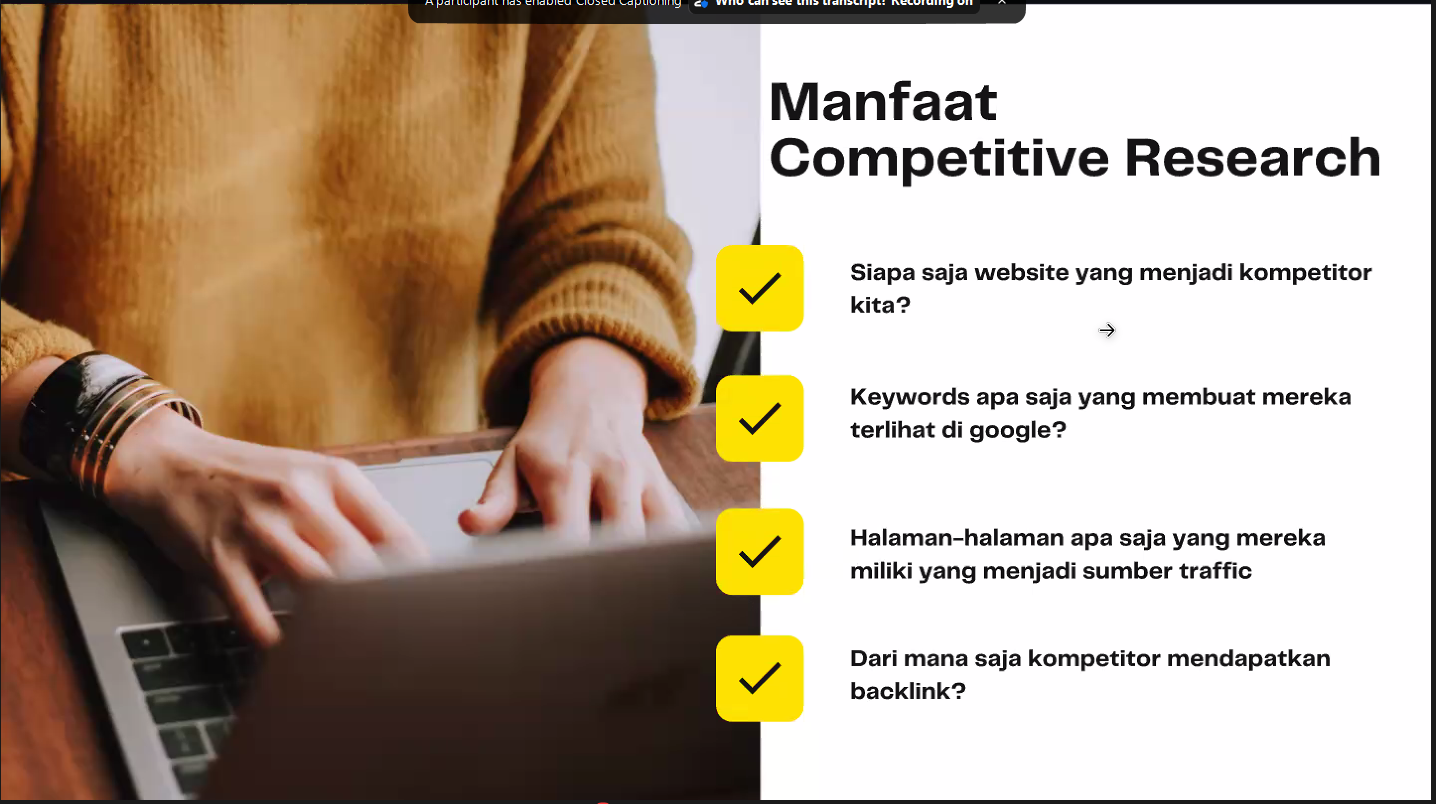 A participant has enabled Closed Captioning Who can see this transcript? Recording on
Manfaat
Competitive Research
Siapa saja website yang menjadi kompetitor
kita?
Keywords apa saja yang membuat mereka
terlihat di google?
Halaman-halaman apa saja yang mereka
miliki yang menjadi sumber traffic
Dari mana saja kompetitor mendapatkan
backlink?